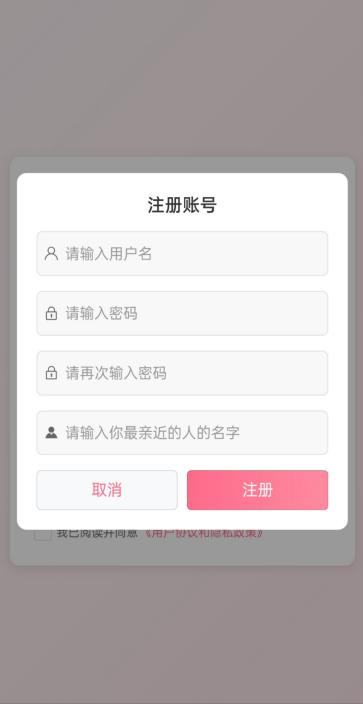 注册账号
请输入用户名
请输入密码
请再次输入密码
请输入你最亲近的人的名字
取消
注册
我已阅读并同意《用户协议和隐私政策》